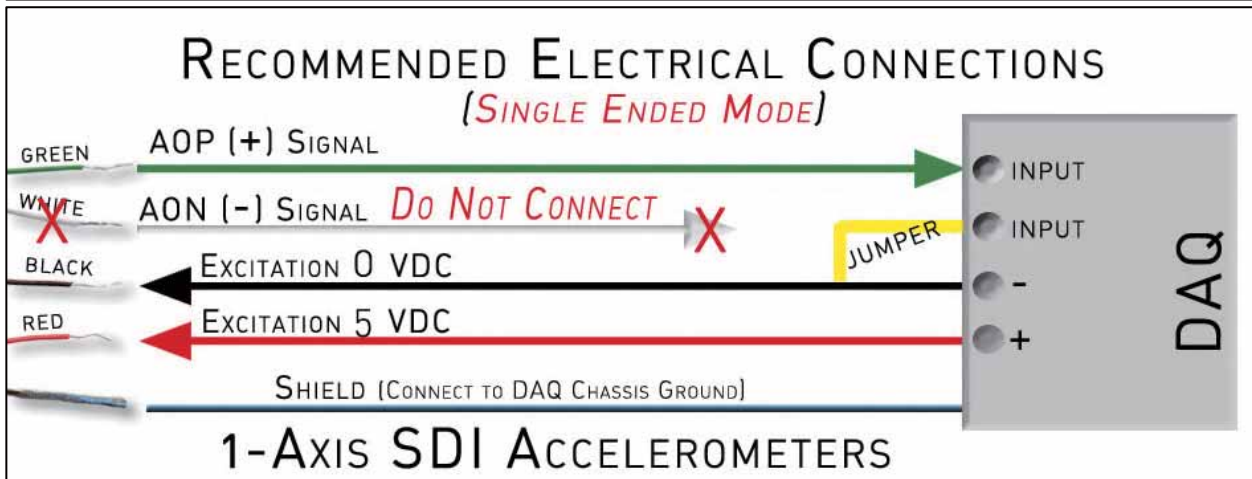 RECOMMENDED ELECTRICAL CONNECTIONS
(SINGLE ENDED MODE)
GREEN
AOP (+) SIGNAL
INPUT
WHITE
AON (-) SIGNAL DO NOT CONNECT
X
X
JUMPER
INPUT
BLACK
EXCITATION 0 VDC
-
RED
EXCITATION 5 VDC
+
DAQ
SHIELD (CONNECT TO DAQ CHASSIS GROUND)
1-AXIS SDI ACCELEROMETERS